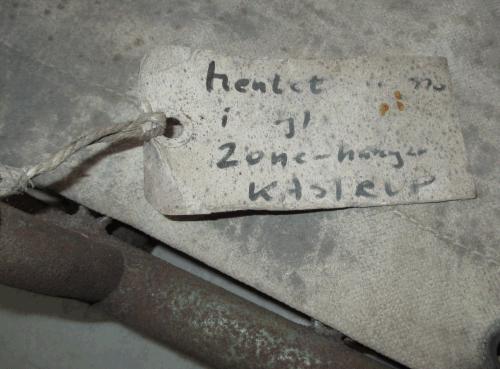 Hentet
i gl
Zone-hangar
KASTRUP